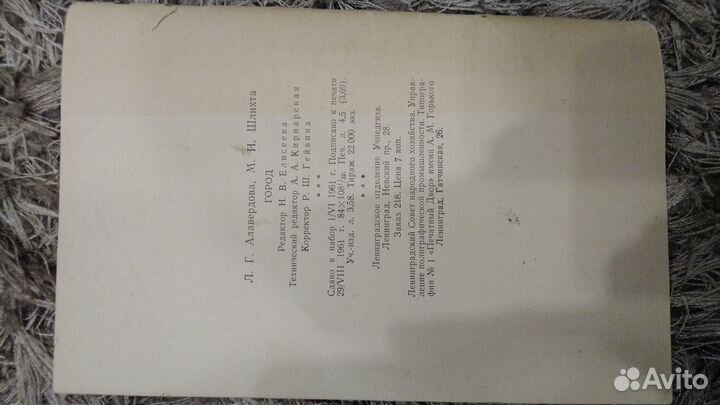 Л. Г. Алавердова, М. И. Шлихта
ГОРОД
Редактор Н. В. Елисеева
Технический редактор А. А. Кирнарская
Корректор Р. Ш. Гейвина
* * *
Сдано в набор 1/VI 1961 г. Подписано к печати
29/VIII 1961 г. 84×108¹/₃₂. Печ. л. 4,5 (3,69).
Уч.-изд. л. 3,58. Тираж 22 000 экз.
* * *
Ленинградское отделение Учпедгиза.
Ленинград, Невский пр., 28.
Заказ 218. Цена 7 коп.
Ленинградский Совет народного хозяйства. Управ-
ление полиграфической промышленности. Типогра-
фия № 1 «Печатный Двор» имени А. М. Горького
Ленинград, Гатчинская, 26.
Avito